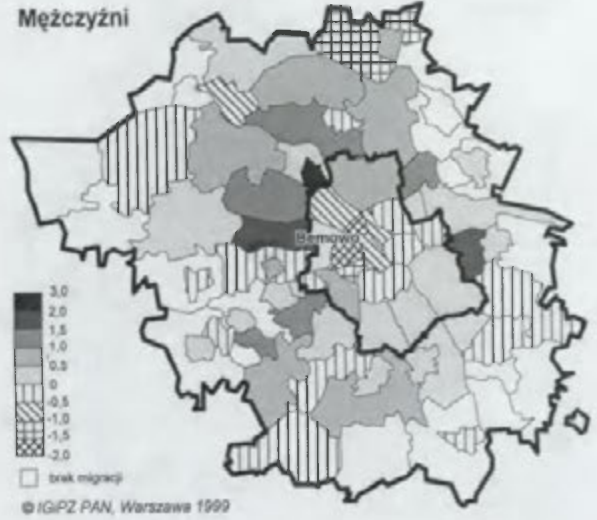 Mężczyźni
Bemowo
3,0
2,0
1,5
1,0
0,5
0
-0,5
-1,0
-1,5
-2,0
brak migracji
© IGiPZ PAN, Warszawa 1999